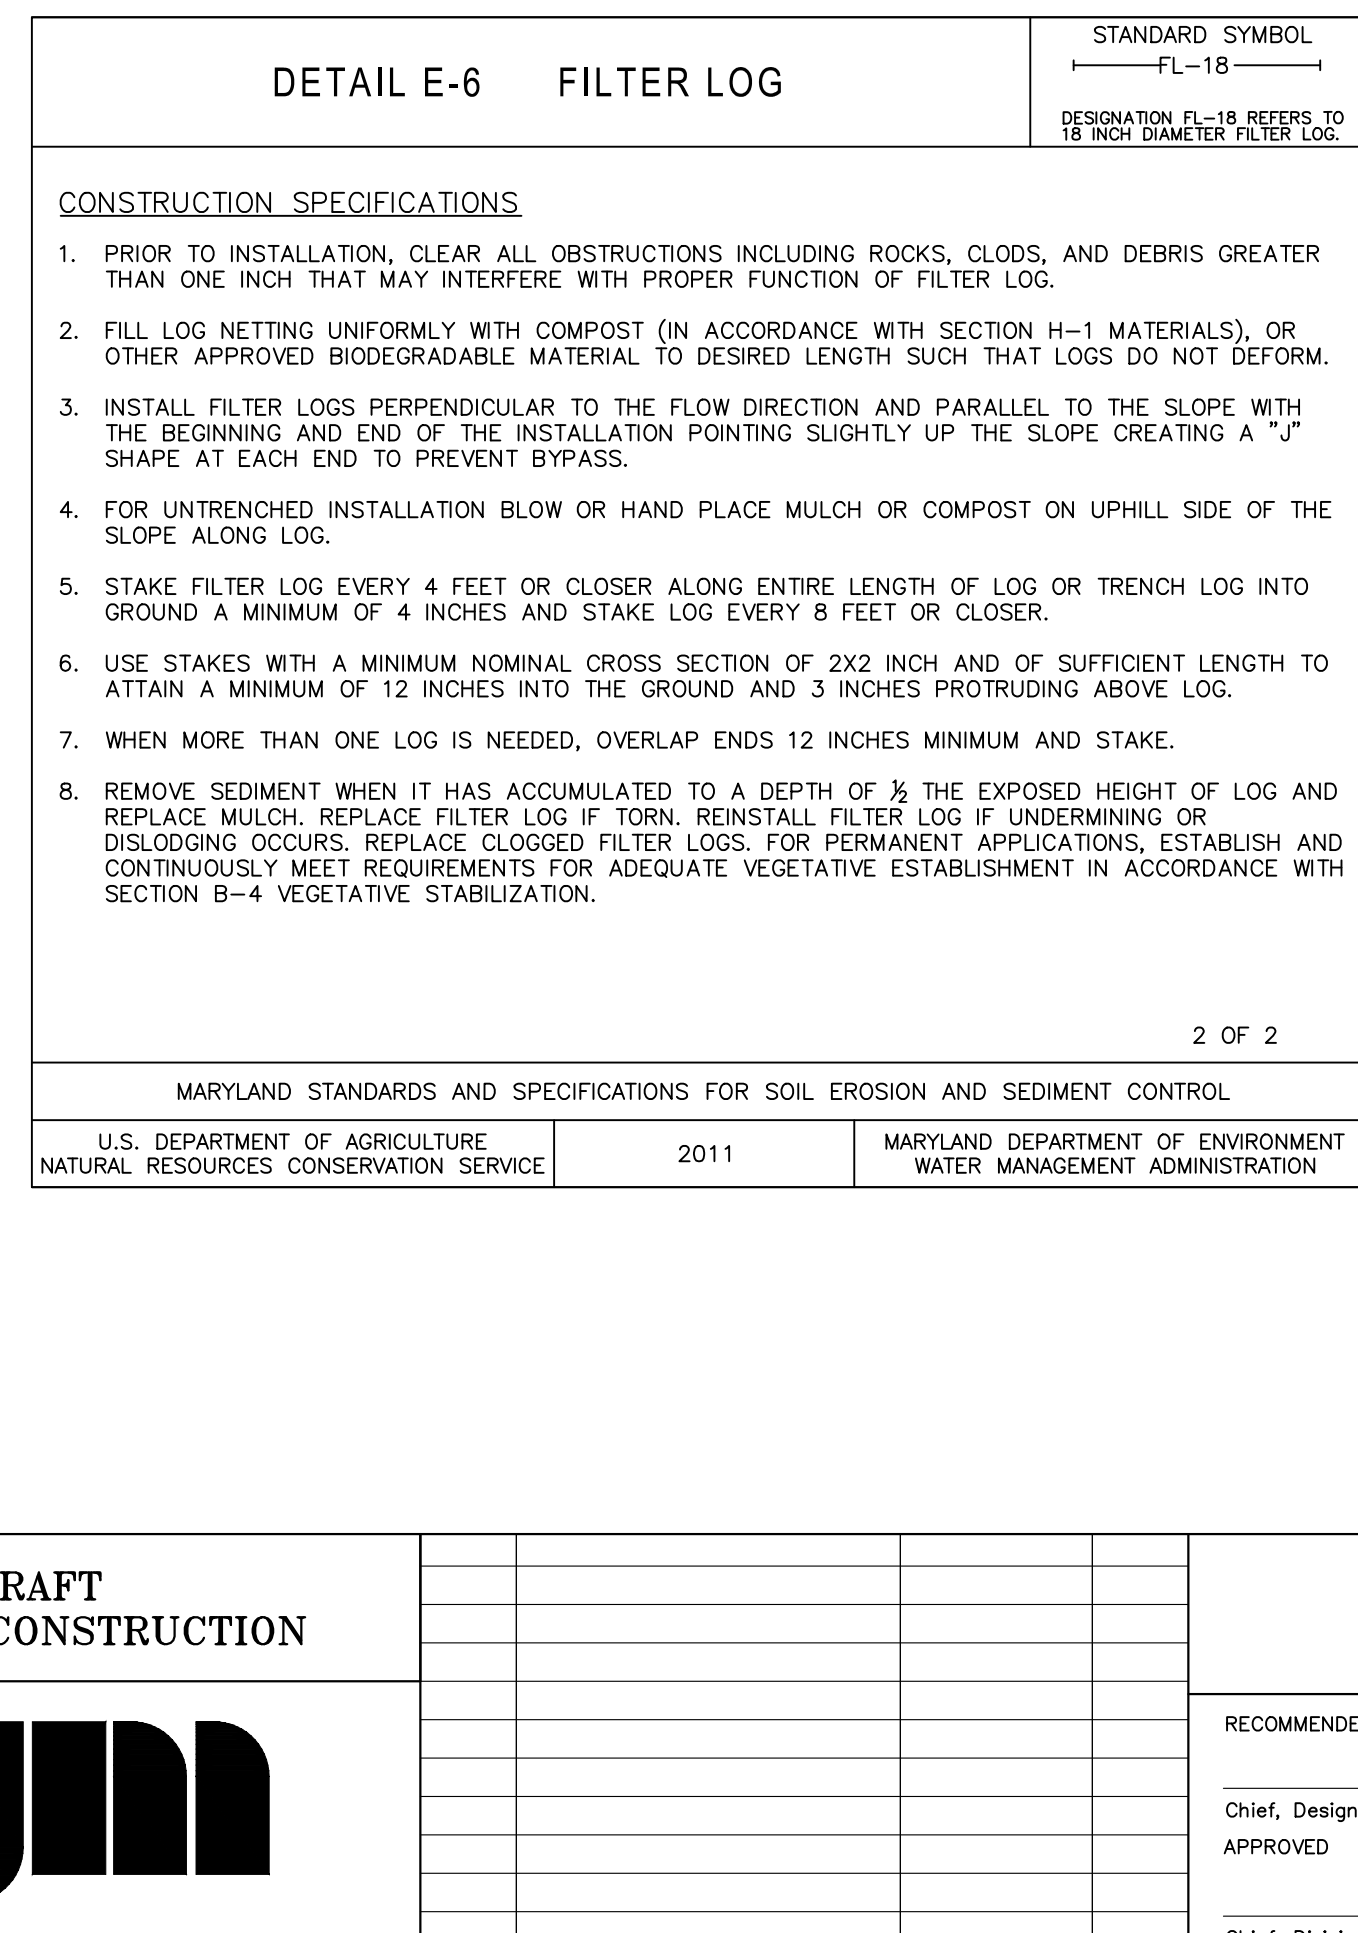 DETAIL E-6 FILTER LOG
STANDARD SYMBOL
FL-18
DESIGNATION FL-18 REFERS TO
18 INCH DIAMETER FILTER LOG.
CONSTRUCTION SPECIFICATIONS
1. PRIOR TO INSTALLATION, CLEAR ALL OBSTRUCTIONS INCLUDING ROCKS, CLODS, AND DEBRIS GREATER
THAN ONE INCH THAT MAY INTERFERE WITH PROPER FUNCTION OF FILTER LOG.
2. FILL LOG NETTING UNIFORMLY WITH COMPOST (IN ACCORDANCE WITH SECTION H-1 MATERIALS), OR
OTHER APPROVED BIODEGRADABLE MATERIAL TO DESIRED LENGTH SUCH THAT LOGS DO NOT DEFORM.
3. INSTALL FILTER LOGS PERPENDICULAR TO THE FLOW DIRECTION AND PARALLEL TO THE SLOPE WITH
THE BEGINNING AND END OF THE INSTALLATION POINTING SLIGHTLY UP THE SLOPE CREATING A "J"
SHAPE AT EACH END TO PREVENT BYPASS.
4. FOR UNTRENCHED INSTALLATION BLOW OR HAND PLACE MULCH OR COMPOST ON UPHILL SIDE OF THE
SLOPE ALONG LOG.
5. STAKE FILTER LOG EVERY 4 FEET OR CLOSER ALONG ENTIRE LENGTH OF LOG OR TRENCH LOG INTO
GROUND A MINIMUM OF 4 INCHES AND STAKE LOG EVERY 8 FEET OR CLOSER.
6. USE STAKES WITH A MINIMUM NOMINAL CROSS SECTION OF 2X2 INCH AND OF SUFFICIENT LENGTH TO
ATTAIN A MINIMUM OF 12 INCHES INTO THE GROUND AND 3 INCHES PROTRUDING ABOVE LOG.
7. WHEN MORE THAN ONE LOG IS NEEDED, OVERLAP ENDS 12 INCHES MINIMUM AND STAKE.
8. REMOVE SEDIMENT WHEN IT HAS ACCUMULATED TO A DEPTH OF ½ THE EXPOSED HEIGHT OF LOG AND
REPLACE MULCH. REPLACE FILTER LOG IF TORN. REINSTALL FILTER LOG IF UNDERMINING OR
DISLODGING OCCURS. REPLACE CLOGGED FILTER LOGS. FOR PERMANENT APPLICATIONS, ESTABLISH AND
CONTINUOUSLY MEET REQUIREMENTS FOR ADEQUATE VEGETATIVE ESTABLISHMENT IN ACCORDANCE WITH
SECTION B-4 VEGETATIVE STABILIZATION.
2 OF 2
MARYLAND STANDARDS AND SPECIFICATIONS FOR SOIL EROSION AND SEDIMENT CONTROL
U.S. DEPARTMENT OF AGRICULTURE
NATURAL RESOURCES CONSERVATION SERVICE
2011
MARYLAND DEPARTMENT OF ENVIRONMENT
WATER MANAGEMENT ADMINISTRATION
RAFT
CONSTRUCTION
RECOMMENDE
Chief, Design
APPROVED